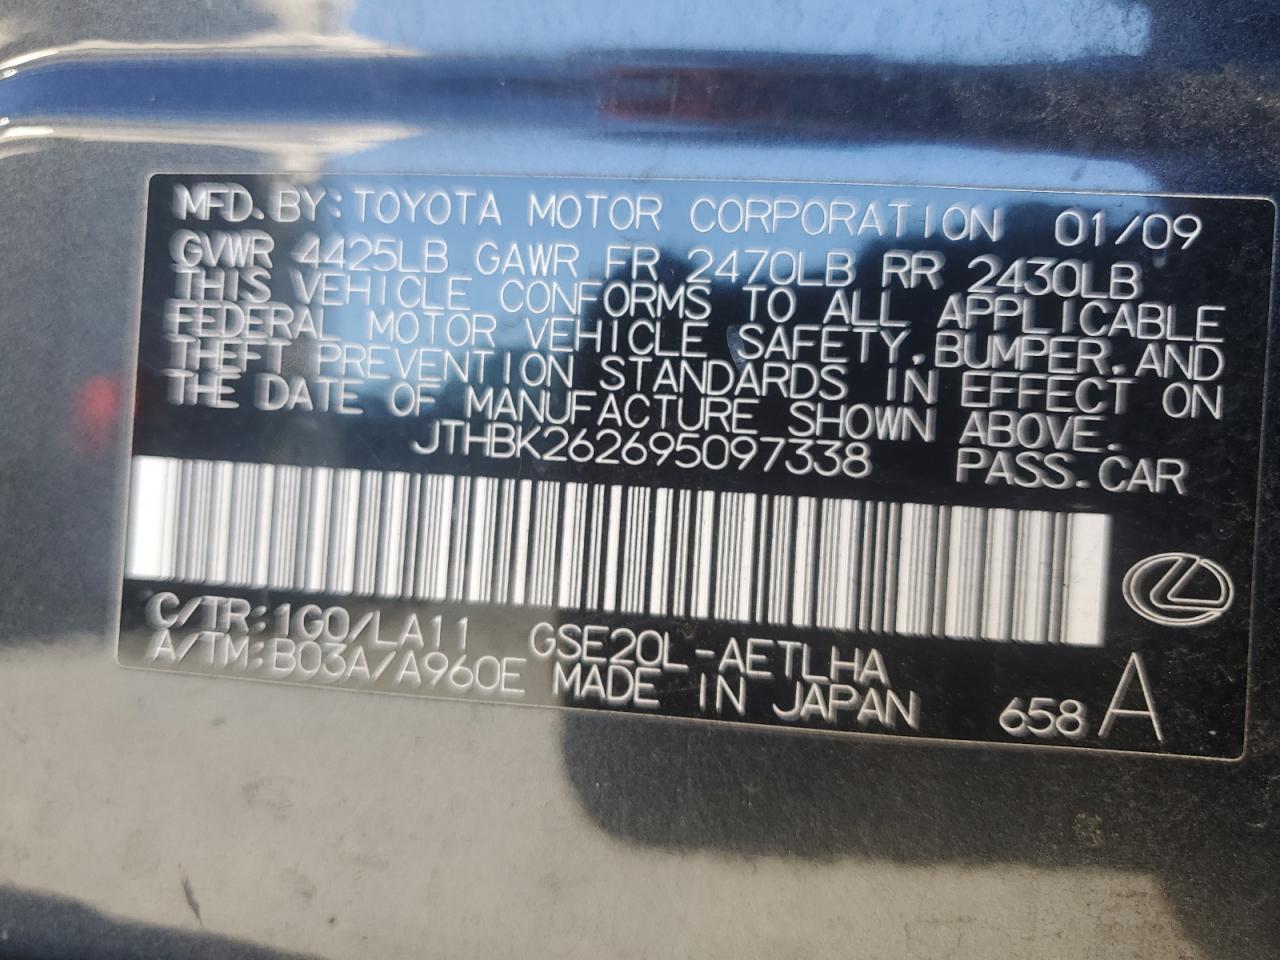 MFD.BY:TOYOTA MOTOR CORPORATION 01/09
GVWR 4425LB GAWR FR 2470LB RR 2430LB
THIS VEHICLE CONFORMS TO ALL APPLICABLE
FEDERAL MOTOR VEHICLE SAFETY,BUMPER,AND
THEFT PREVENTION STANDARDS IN EFFECT ON
THE DATE OF MANUFACTURE SHOWN ABOVE.
JTHBK262695097338 PASS.CAR
C/TR:1G0/LA11 GSE20L-AETLHA
A/TM:B03A/A960E MADE IN JAPAN 658 A